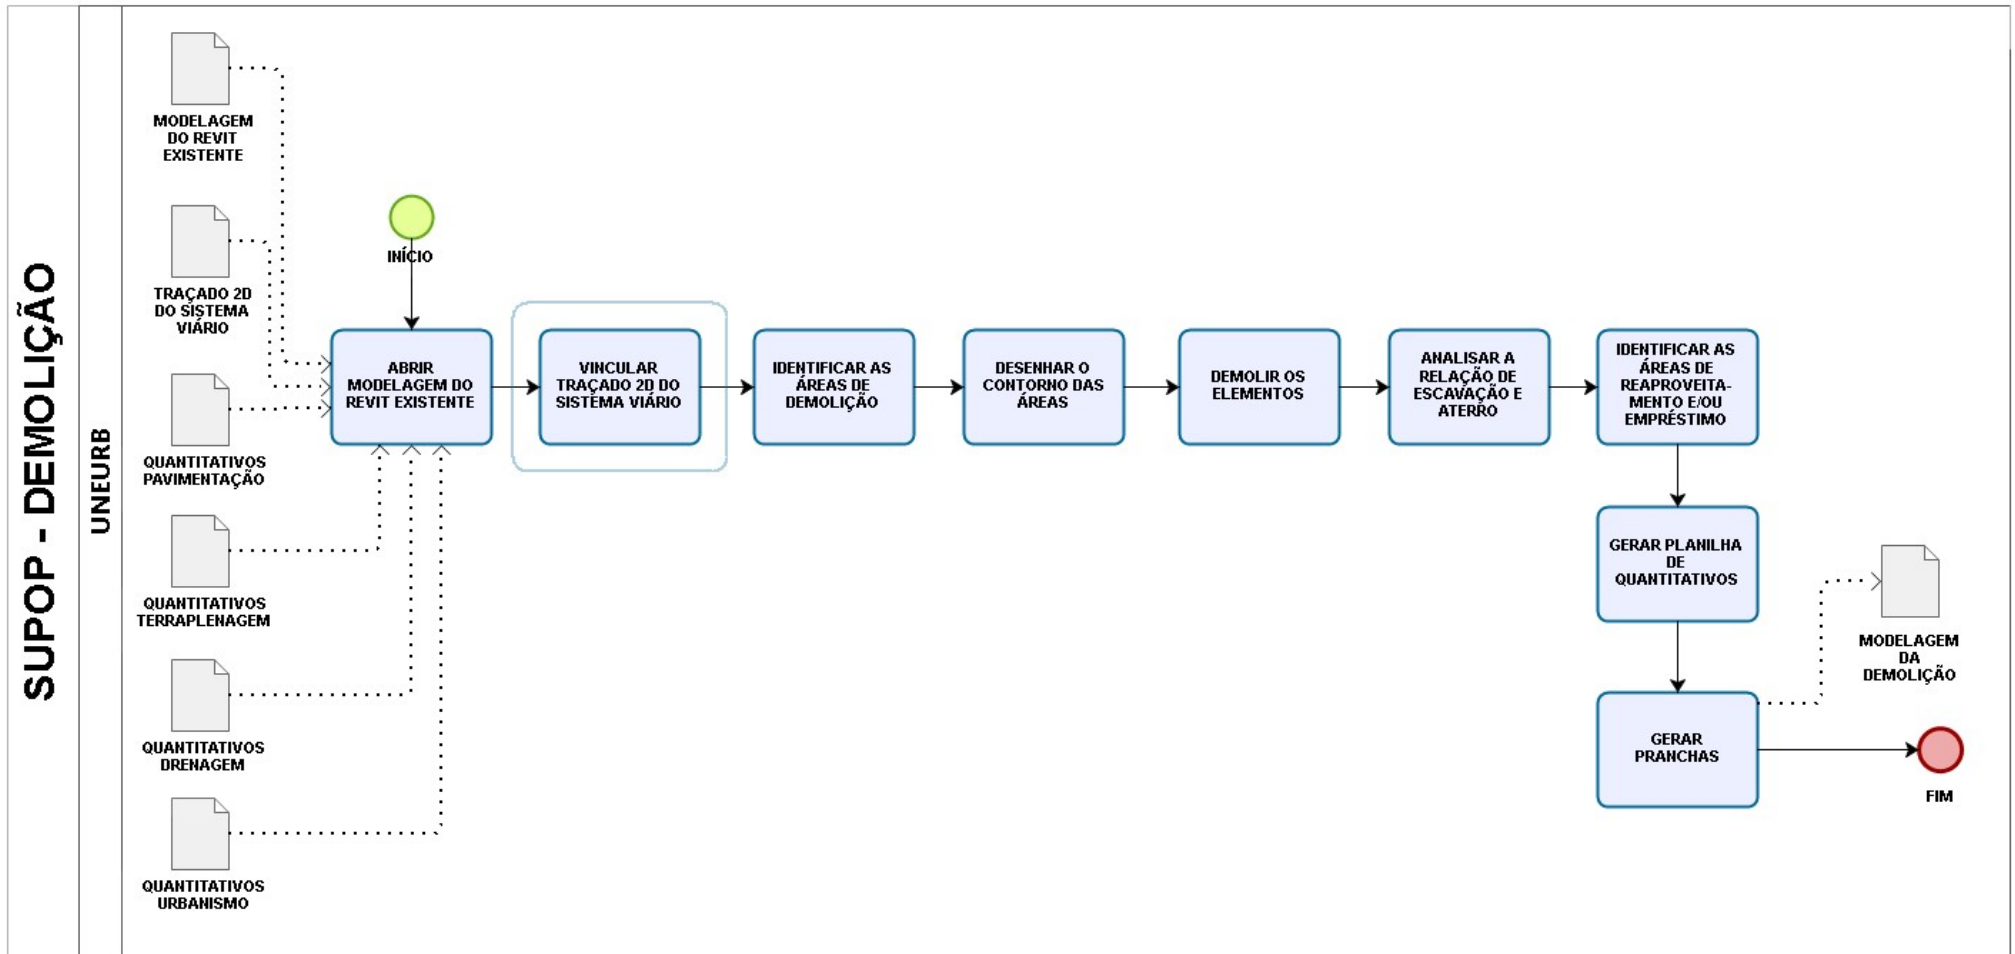 SUPOP - DEMOLIÇÃO
UNEURB
MODELAGEM
DO REVIT
EXISTENTE
TRAÇADO 2D
DO SISTEMA
VIÁRIO
QUANTITATIVOS
PAVIMENTAÇÃO
QUANTITATIVOS
TERRAPLENAGEM
QUANTITATIVOS
DRENAGEM
QUANTITATIVOS
URBANISMO
INÍCIO
ABRIR
MODELAGEM DO
REVIT EXISTENTE
VINCULAR
TRAÇADO 2D DO
SISTEMA VIÁRIO
IDENTIFICAR AS
ÁREAS DE
DEMOLIÇÃO
DESENHAR O
CONTORNO DAS
ÁREAS
DEMOLIR OS
ELEMENTOS
ANALISAR A
RELAÇÃO DE
ESCAVAÇÃO E
ATERRO
IDENTIFICAR AS
ÁREAS DE
REAPROVEITA-
MENTO E/OU
EMPRÉSTIMO
GERAR PLANILHA
DE
QUANTITATIVOS
GERAR
PRANCHAS
MODELAGEM
DA
DEMOLIÇÃO
FIM